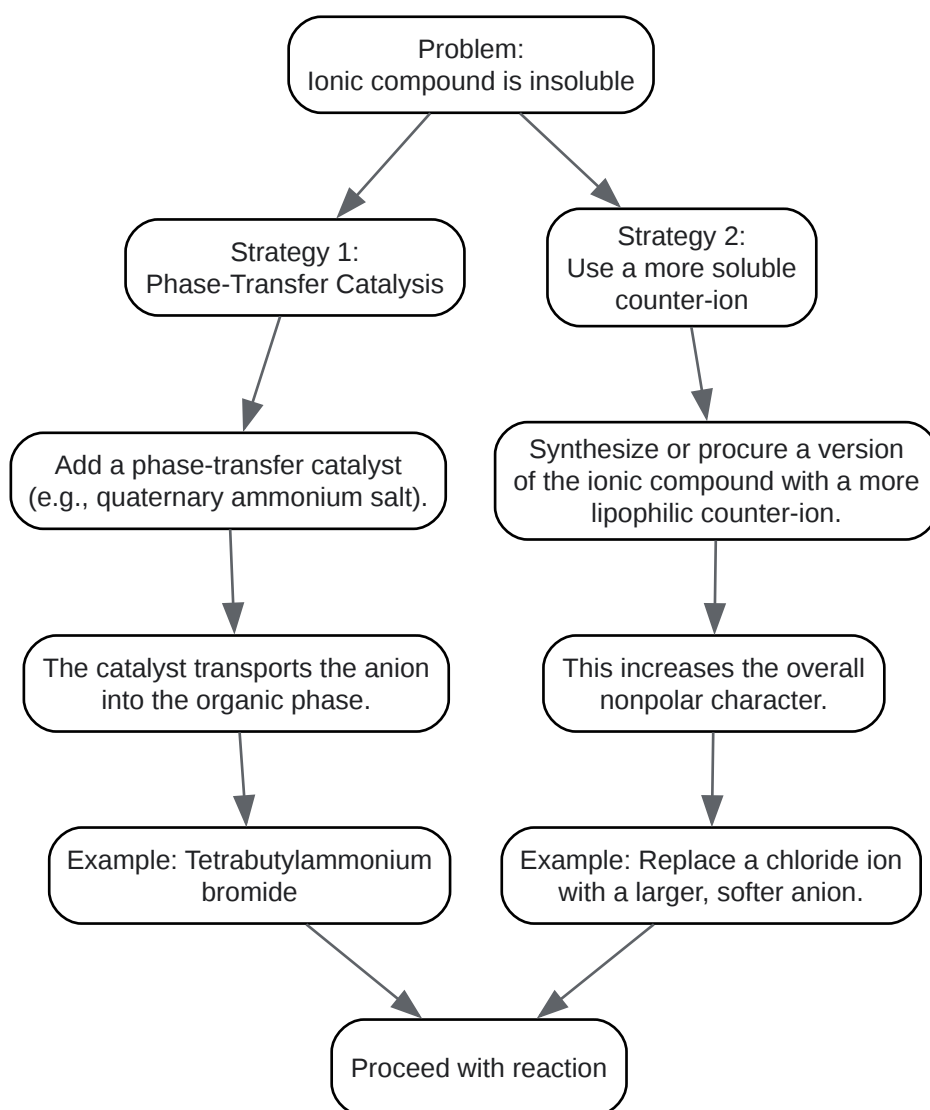 Problem:
Ionic compound is insoluble
Strategy 1:
Phase-Transfer Catalysis
Strategy 2:
Use a more soluble
counter-ion
Add a phase-transfer catalyst
(e.g., quaternary ammonium salt).
Synthesize or procure a version
of the ionic compound with a more
lipophilic counter-ion.
The catalyst transports the anion
into the organic phase.
This increases the overall
nonpolar character.
Example: Tetrabutylammonium
bromide
Example: Replace a chloride ion
with a larger, softer anion.
Proceed with reaction